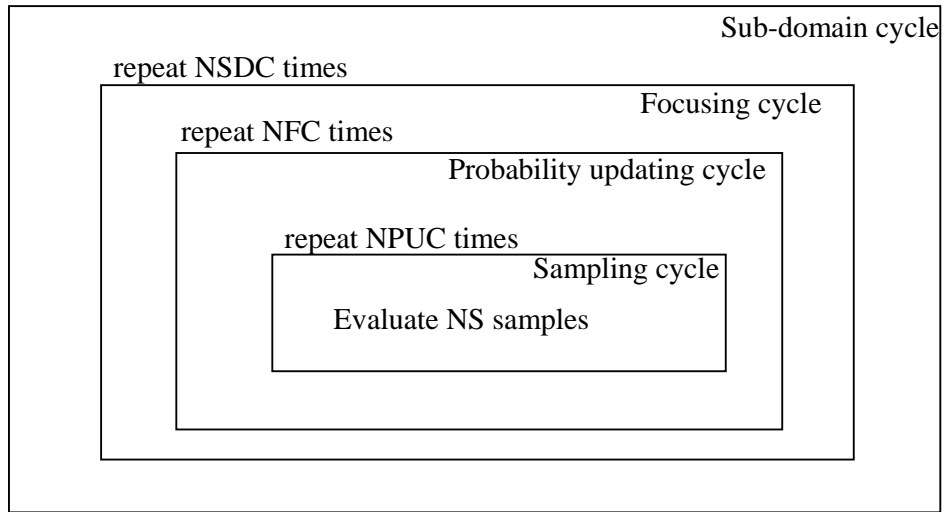 Sub-domain cycle
repeat NSDC times
Focusing cycle
repeat NFC times
Probability updating cycle
repeat NPUC times
Sampling cycle
Evaluate NS samples